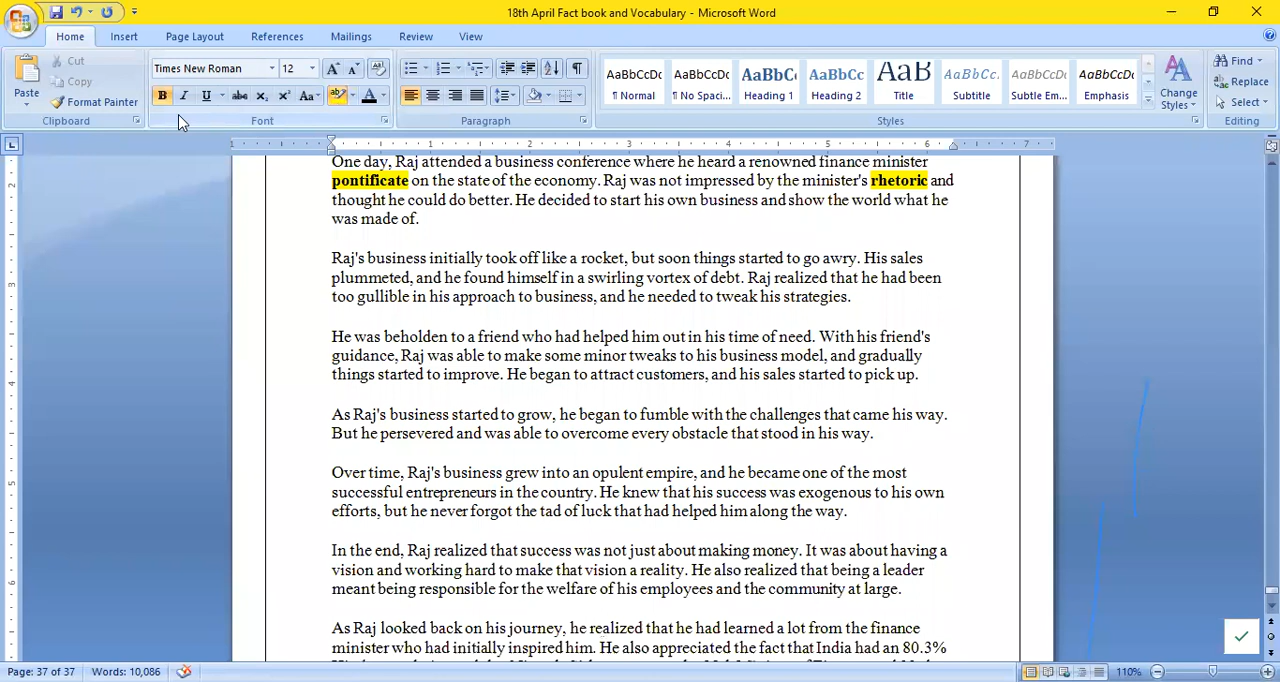 18th April Fact book and Vocabulary - Microsoft Word
Home Insert Page Layout References Mailings Review View
Paste Cut Copy Format Painter Clipboard
Times New Roman 12 Font
Paragraph
AaBbCcDc AaBbCcDc AaBbC AaBbCc AaB AaBbCc. AaBbCcDc AaBbCcDc
¶ Normal ¶ No Spaci... Heading 1 Heading 2 Title Subtitle Subtle Em... Emphasis
Change Styles Styles
Find Replace Select Editing
One day, Raj attended a business conference where he heard a renowned finance minister
pontificate on the state of the economy. Raj was not impressed by the minister's rhetoric and
thought he could do better. He decided to start his own business and show the world what he
was made of.
Raj's business initially took off like a rocket, but soon things started to go awry. His sales
plummeted, and he found himself in a swirling vortex of debt. Raj realized that he had been
too gullible in his approach to business, and he needed to tweak his strategies.
He was beholden to a friend who had helped him out in his time of need. With his friend's
guidance, Raj was able to make some minor tweaks to his business model, and gradually
things started to improve. He began to attract customers, and his sales started to pick up.
As Raj's business started to grow, he began to fumble with the challenges that came his way.
But he persevered and was able to overcome every obstacle that stood in his way.
Over time, Raj's business grew into an opulent empire, and he became one of the most
successful entrepreneurs in the country. He knew that his success was exogenous to his own
efforts, but he never forgot the tad of luck that had helped him along the way.
In the end, Raj realized that success was not just about making money. It was about having a
vision and working hard to make that vision a reality. He also realized that being a leader
meant being responsible for the welfare of his employees and the community at large.
As Raj looked back on his journey, he realized that he had learned a lot from the finance
minister who had initially inspired him. He also appreciated the fact that India had an 80.3%
Page: 37 of 37 Words: 10,086 110%